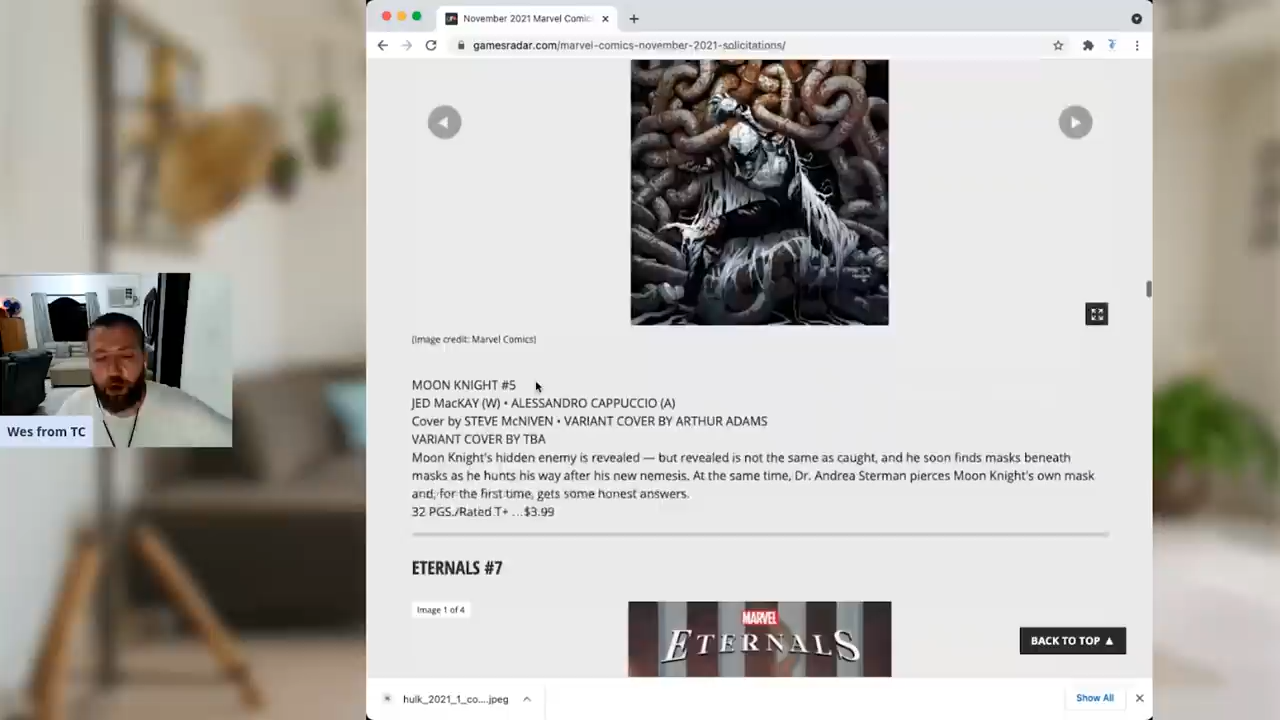 November 2021 Marvel Comic
gamesradar.com/marvel-comics-november-2021-solicitations/
(Image credit: Marvel Comics)
MOON KNIGHT #5
JED MacKAY (W) • ALESSANDRO CAPPUCCIO (A)
Cover by STEVE McNIVEN • VARIANT COVER BY ARTHUR ADAMS
VARIANT COVER BY TBA
Moon Knight's hidden enemy is revealed — but revealed is not the same as caught, and he soon finds masks beneath
masks as he hunts his way after his new nemesis. At the same time, Dr. Andrea Sterman pierces Moon Knight's own mask
and, for the first time, gets some honest answers.
32 PGS./Rated T+ …$3.99
Wes from TC
ETERNALS #7
Image 1 of 4
MARVEL
ETERNALS
BACK TO TOP ▲
hulk_2021_1_co....jpeg
Show All